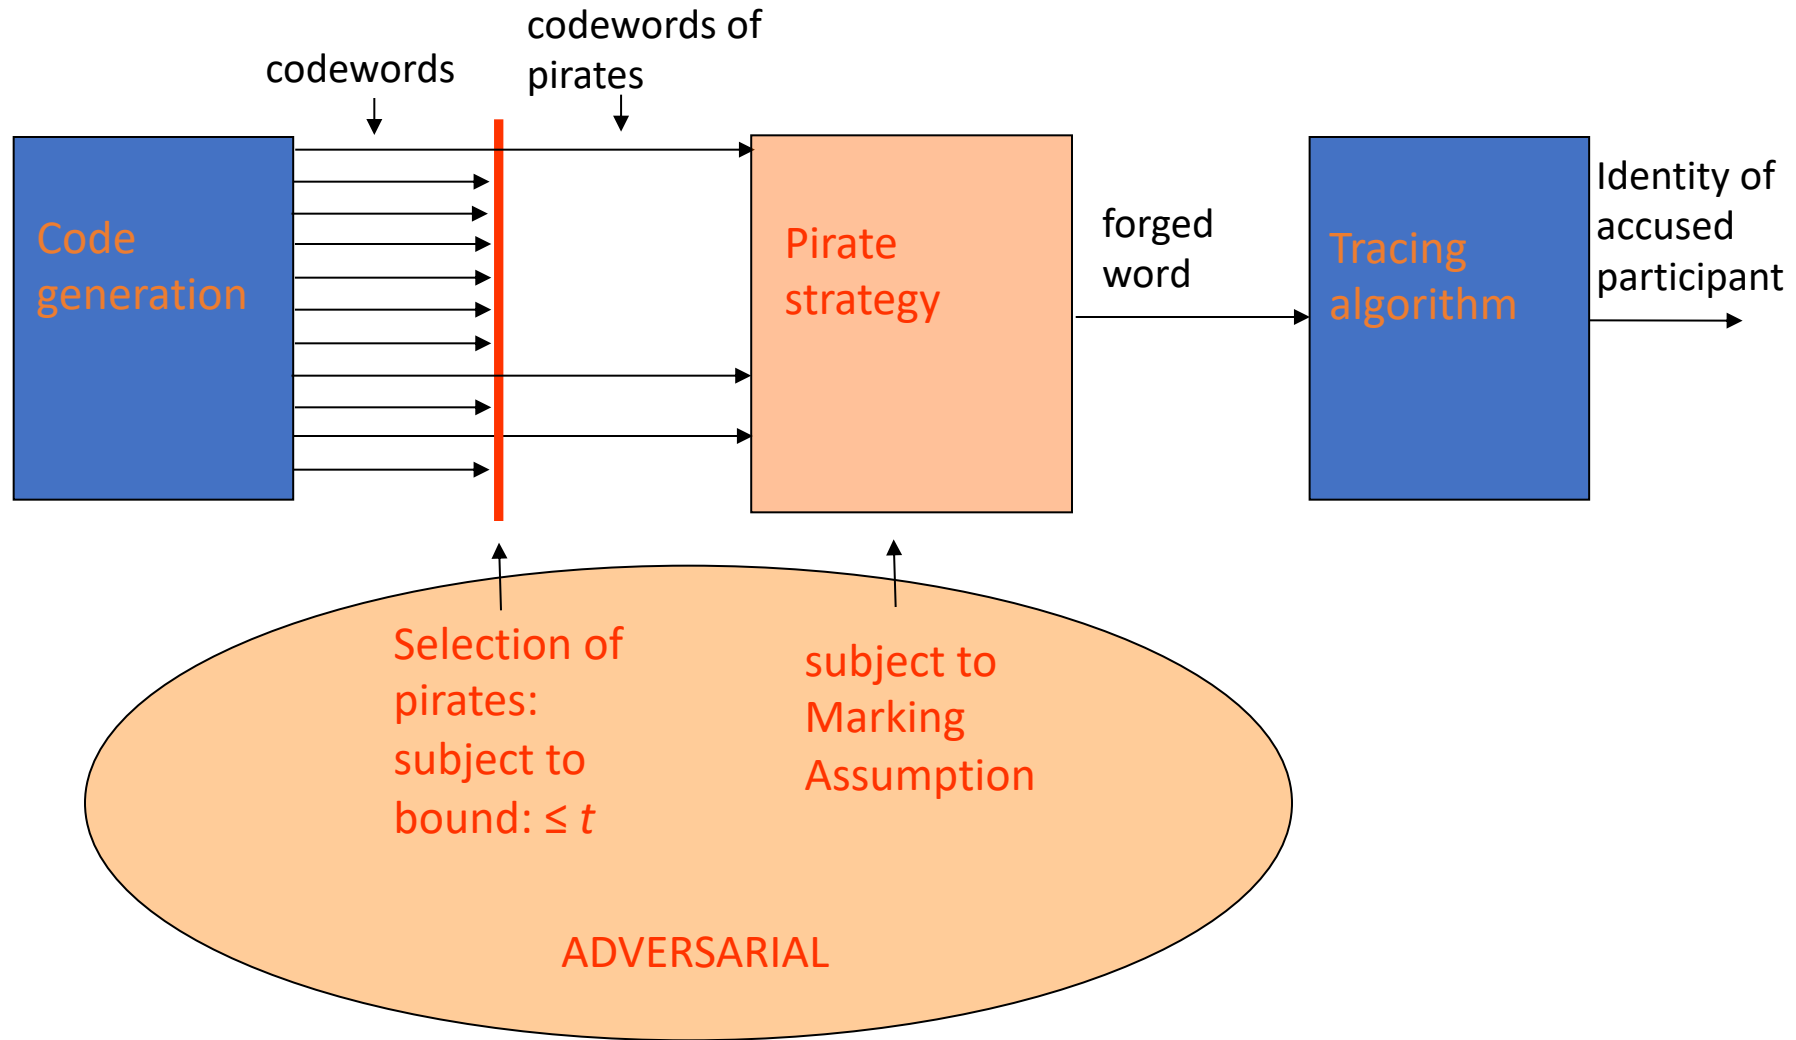 codewords
codewords of
pirates
Code
generation
Pirate
strategy
forged
word
Tracing
algorithm
Identity of
accused
participant
Selection of
pirates:
subject to
bound: ≤ t
subject to
Marking
Assumption
ADVERSARIAL